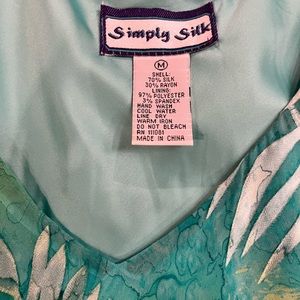 Simply Silk
M
SHELL:
70% SILK
30% RAYON
LINING:
97% POLYESTER
3% SPANDEX
HAND WASH
COOL WATER
LINE DRY
WARM IRON
DO NOT BLEACH
RN 111081
MADE IN CHINA